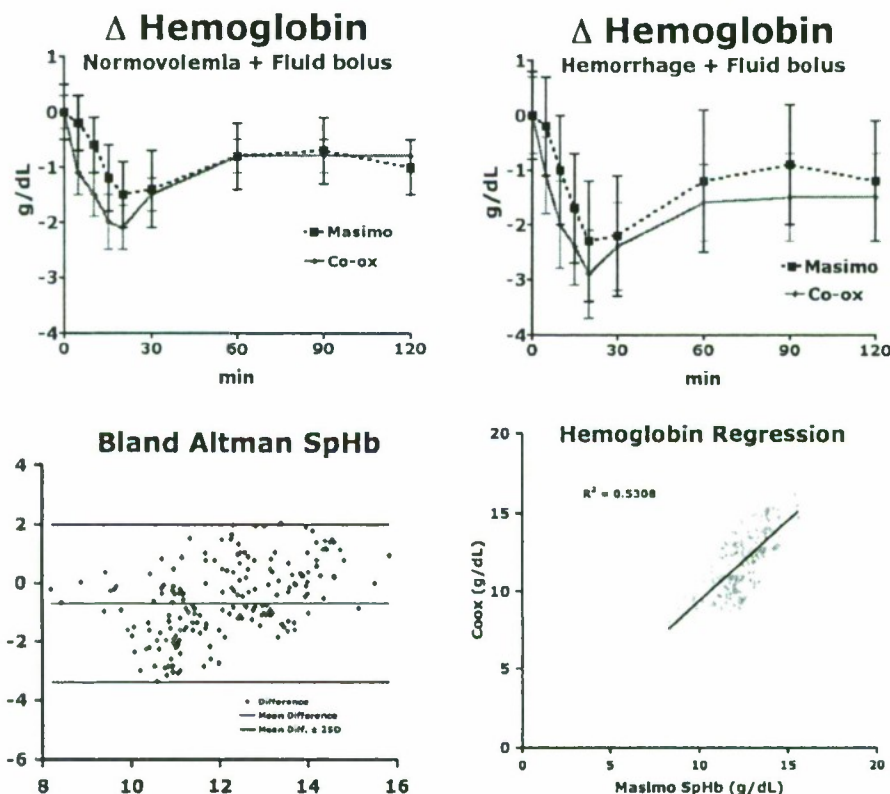 Δ Hemoglobin
Normovolemia + Fluid bolus
1
0
-1
-2
-3
-4
g/dL
Masimo
Co-ox
0
30
60
90
120
min
Δ Hemoglobin
Hemorrhage + Fluid bolus
1
0
-1
-2
-3
-4
g/dL
Masimo
Co-ox
0
30
60
90
120
min
Bland Altman SpHb
4
2
0
-2
-4
-6
Difference
Mean Difference
Mean Diff. ± 2SD
8
10
12
14
16
Hemoglobin Regression
20
15
10
5
0
Coox (g/dL)
R² = 0.5308
0
5
10
15
20
Masimo SpHb (g/dL)